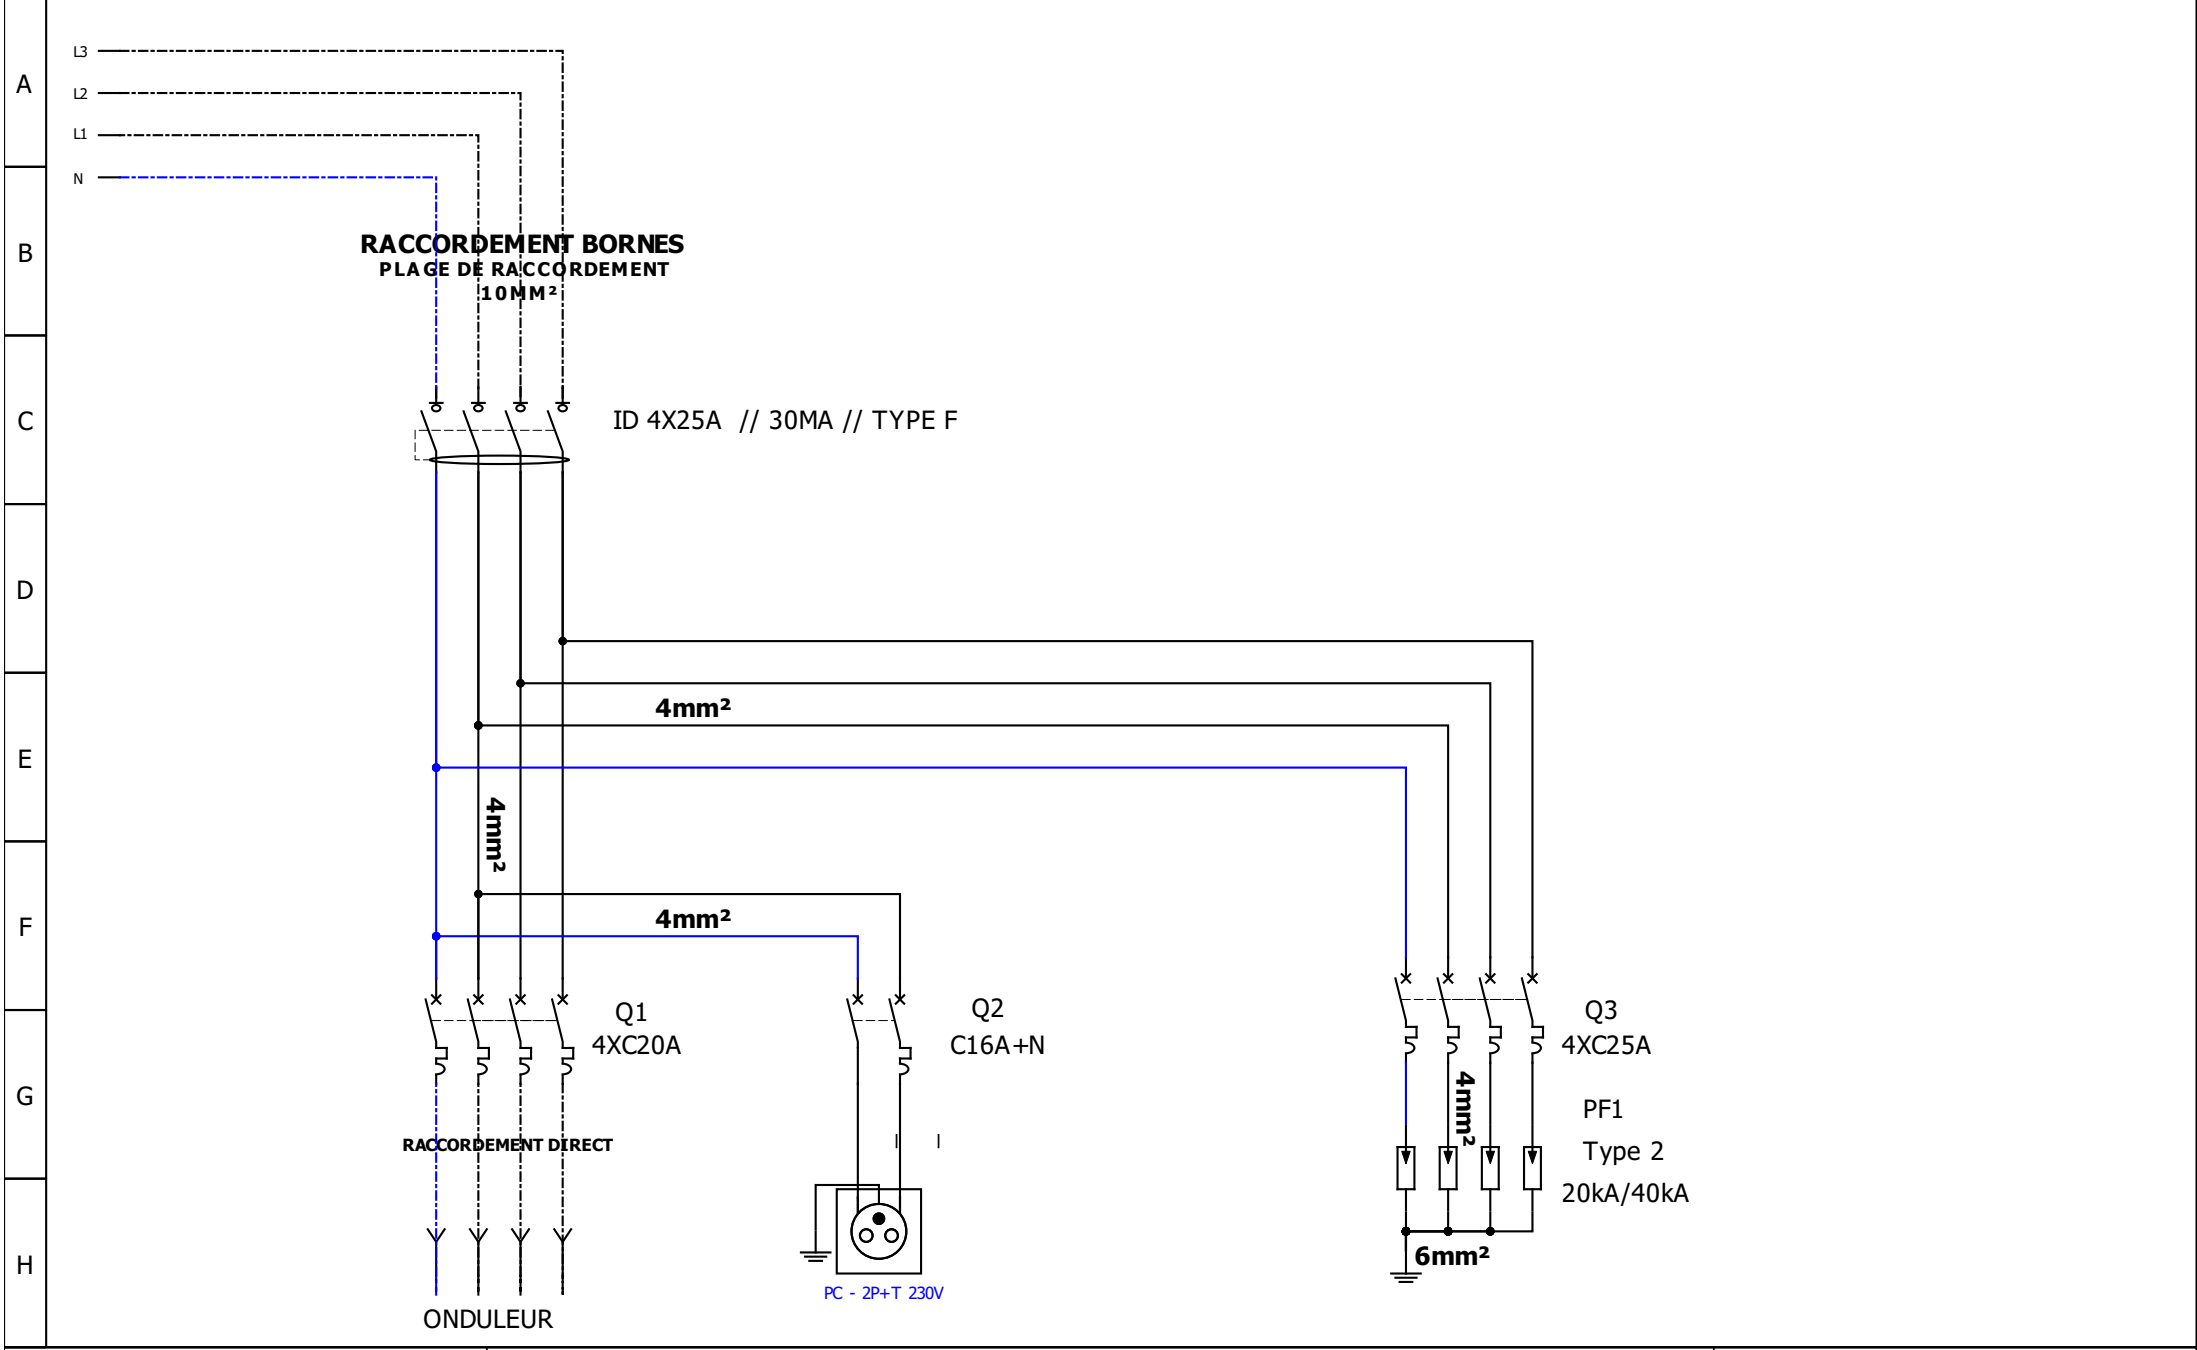 A
B
C
D
E
F
G
H
L3
L2
L1
N
RACCORDEMENT BORNES
PLAGE DE RACCORDEMENT
10MM²
ID 4X25A // 30MA // TYPE F
4mm²
4mm²
4mm²
Q1
4XC20A
Q2
C16A+N
Q3
4XC25A
4mm²
PF1
Type 2
20kA/40kA
RACCORDEMENT DIRECT
6mm²
PC - 2P+T 230V
ONDULEUR